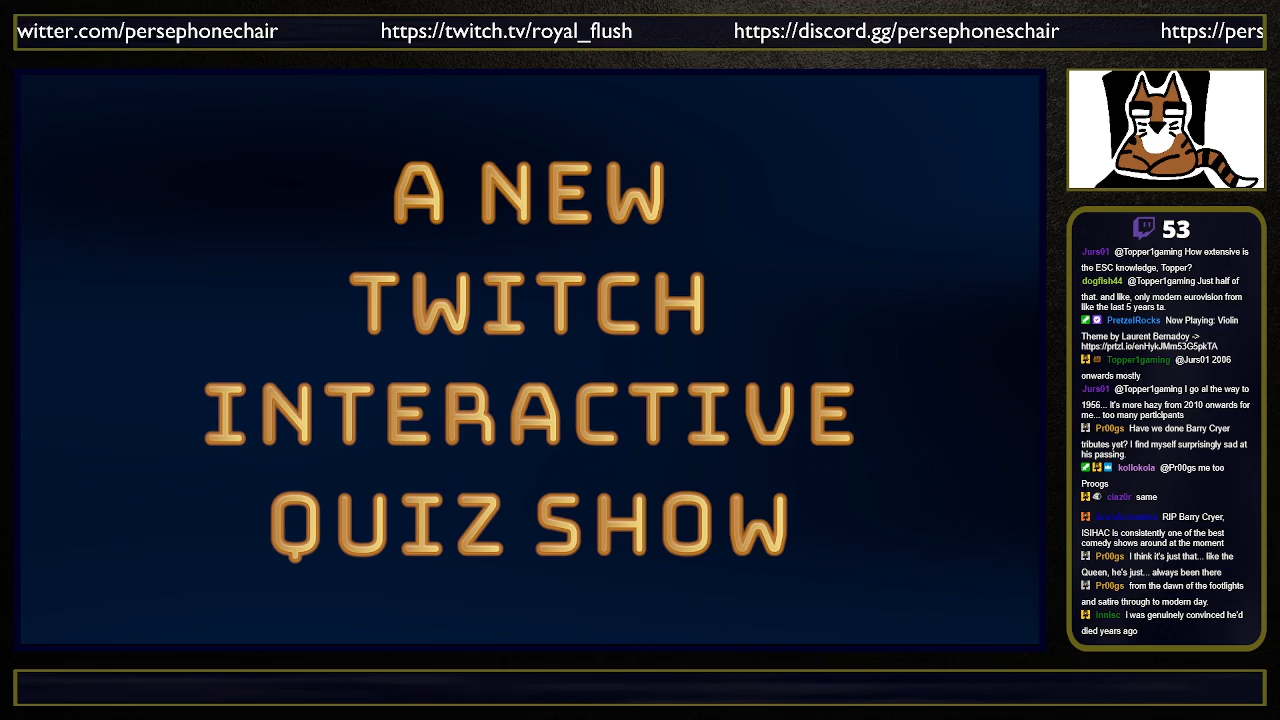 witter.com/persephonechair https://twitch.tv/royal_flush https://discord.gg/persephoneschair https://pers
A NEW
TWITCH
INTERACTIVE
QUIZ SHOW
53
Jurs01 @Topper1gaming How extensive is
the ESC knowledge, Topper?
dogfish44 @Topper1gaming Just half of
that. and like, only modern eurovision from
like the last 5 years ta.
PretzelRocks Now Playing: Violin
Theme by Laurent Bernadoy ->
https://prtzl.io/enHykJMm53G5pkTA
Topper1gaming @Jurs01 2006
onwards mostly
Jurs01 @Topper1gaming I go al the way to
1956... it's more hazy from 2010 onwards for
me... too many participants
Pr00gs Have we done Barry Cryer
tributes yet? I find myself surprisingly sad at
his passing.
kollokola @Pr00gs me too
Proogs
ciaz0r same
RIP Barry Cryer,
ISIHAC is consistently one of the best
comedy shows around at the moment
Pr00gs I think it's just that... like the
Queen, he's just... always been there
Pr00gs from the dawn of the footlights
and satire through to modern day.
innisc I was genuinely convinced he'd
died years ago